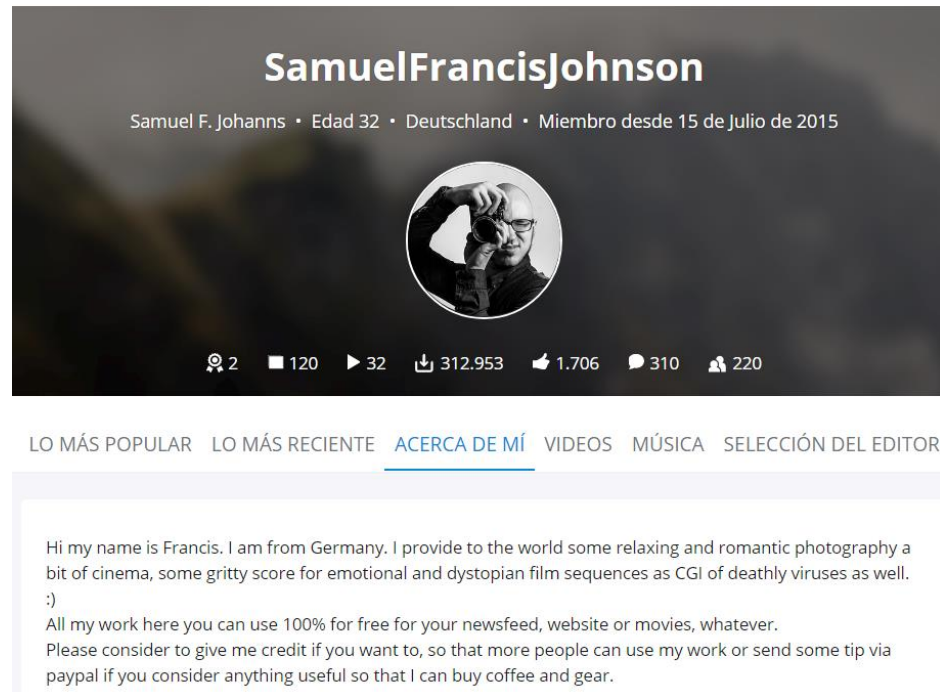 SamuelFrancisJohnson
Samuel F. Johanns • Edad 32 • Deutschland • Miembro desde 15 de Julio de 2015
2 120 32 312.953 1.706 310 220
LO MÁS POPULAR LO MÁS RECIENTE ACERCA DE MÍ VIDEOS MÚSICA SELECCIÓN DEL EDITOR
Hi my name is Francis. I am from Germany. I provide to the world some relaxing and romantic photography a
bit of cinema, some gritty score for emotional and dystopian film sequences as CGI of deathly viruses as well.
:)
All my work here you can use 100% for free for your newsfeed, website or movies, whatever.
Please consider to give me credit if you want to, so that more people can use my work or send some tip via
paypal if you consider anything useful so that I can buy coffee and gear.